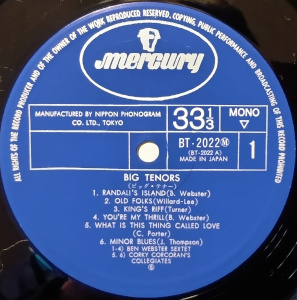 ALL RIGHTS OF THE RECORD PRODUCER AND OF THE OWNER OF THE WORK REPRODUCED RESERVED. COPYING, PUBLIC PERFORMANCE AND BROADCASTING OF THIS RECORD PROHIBITED
mercury
MANUFACTURED BY NIPPON PHONOGRAM CO. LTD., TOKYO
33 1/3
MONO
▽
BT-2022 Ⓜ
(BT-2022 A)
MADE IN JAPAN
1
BIG TENORS
(ビッグ・テナー)
1. RANDALI'S ISLAND(B. Webster)
2. OLD FOLKS(Willard-Lee)
3. KING'S RIFF(Turner)
4. YOU'RE MY THRILL(B. Webster)
5. WHAT IS THIS THING CALLED LOVE
(C. Porter)
6. MINOR BLUES(J. Thompson)
1-4) BEN WEBSTER SEXTET
5. 6) CORKY CORCORAN'S
COLLEGIATES